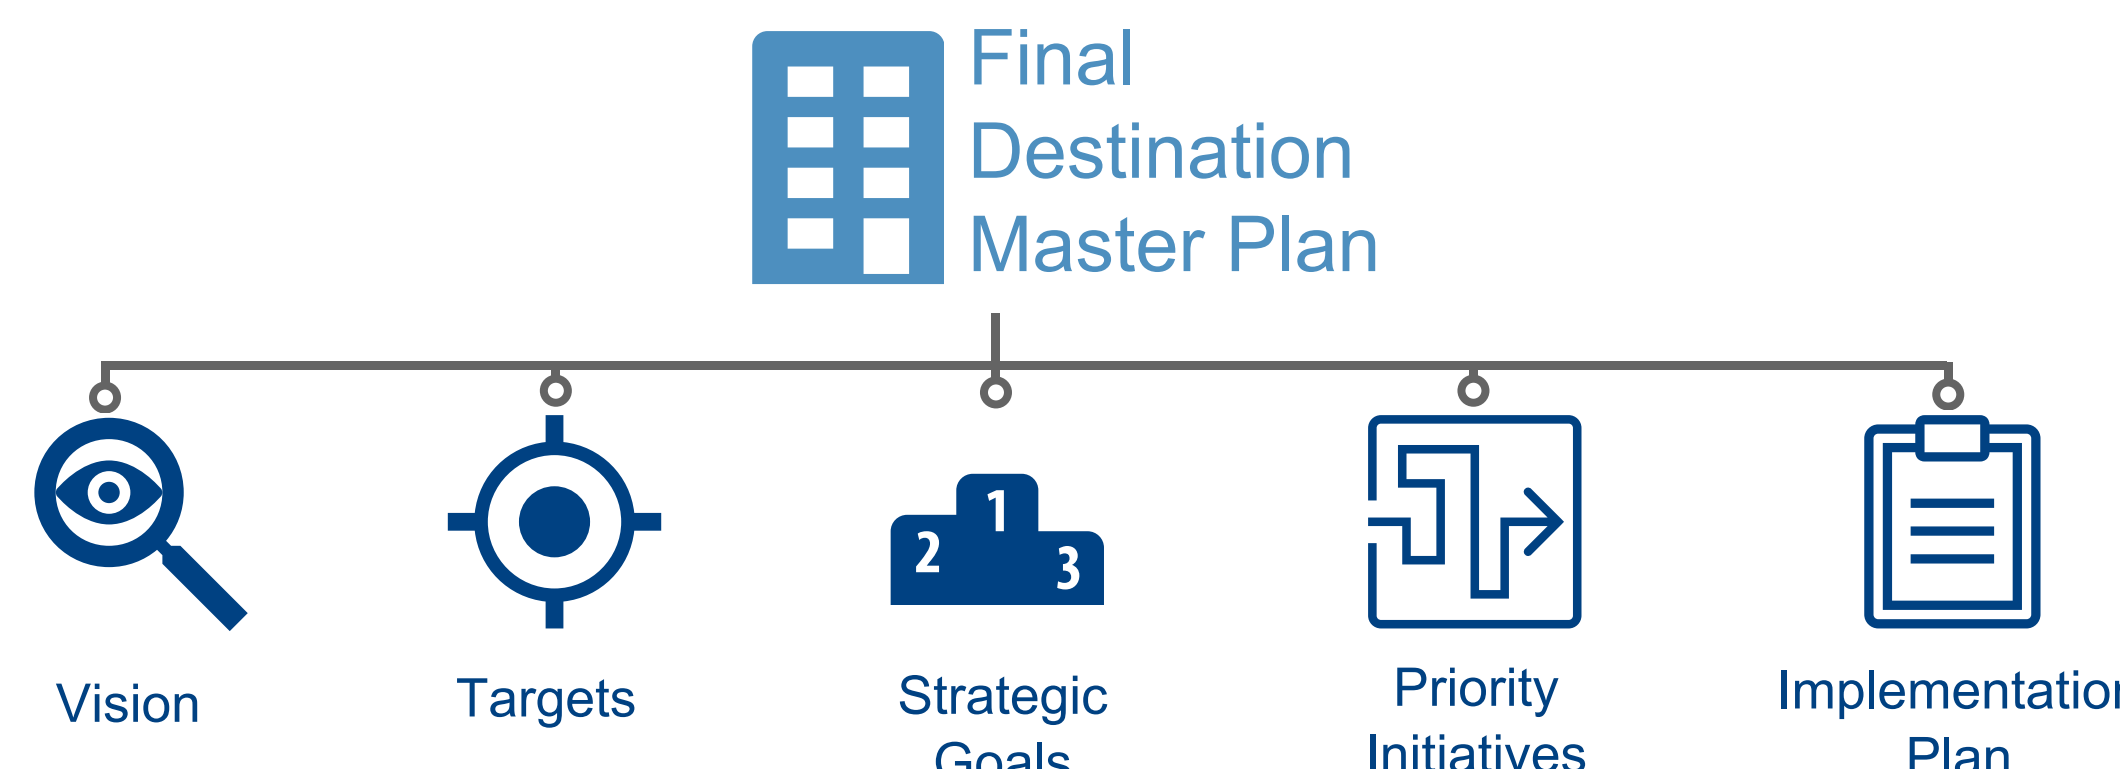 Final
Destination
Master Plan
1
2
3
Vision
Targets
Strategic
Goals
Priority
Initiatives
Implementation
Plan